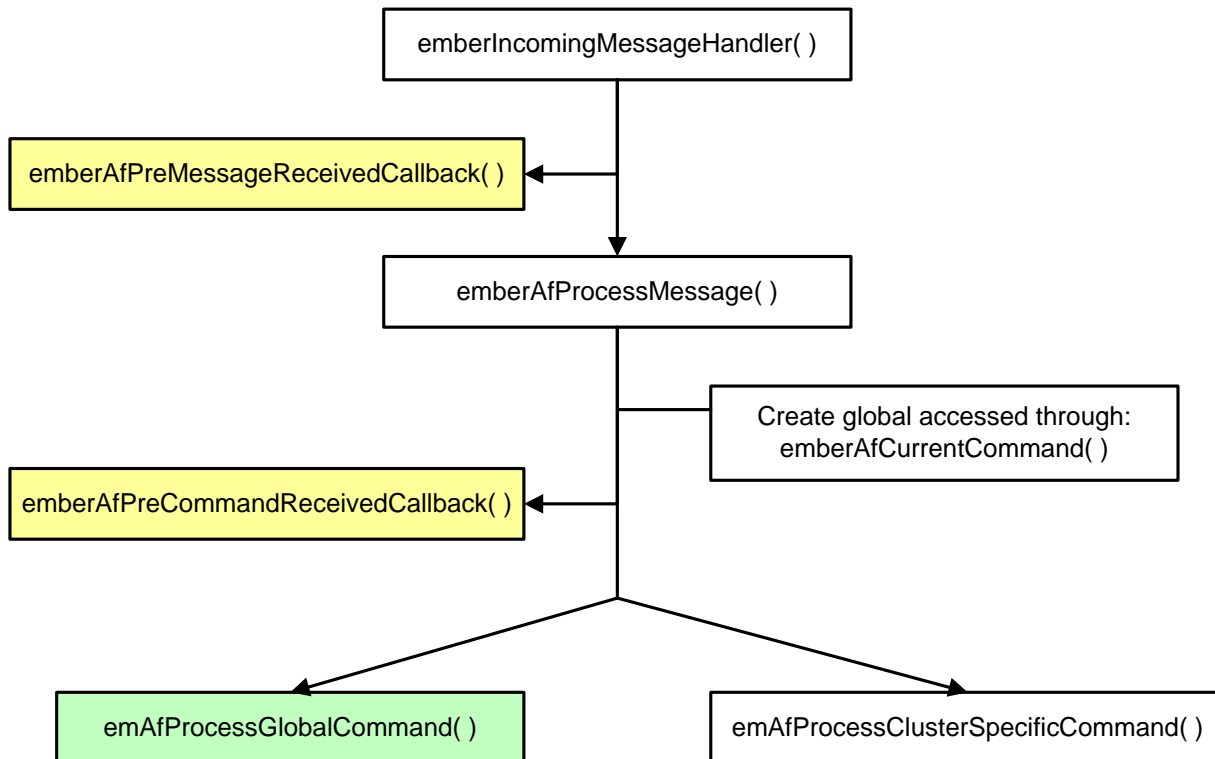 emberIncomingMessageHandler( )
emberAfPreMessageReceivedCallback( )
emberAfProcessMessage( )
Create global accessed through:
emberAfCurrentCommand( )
emberAfPreCommandReceivedCallback( )
emAfProcessGlobalCommand( )
emAfProcessClusterSpecificCommand( )